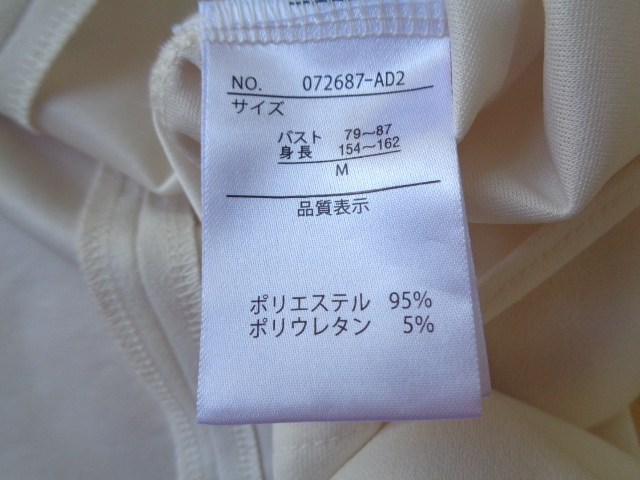 NO. 072687-AD2
サイズ
バスト 79～87
身長 154～162
M
品質表示
ポリエステル 95%
ポリウレタン 5%